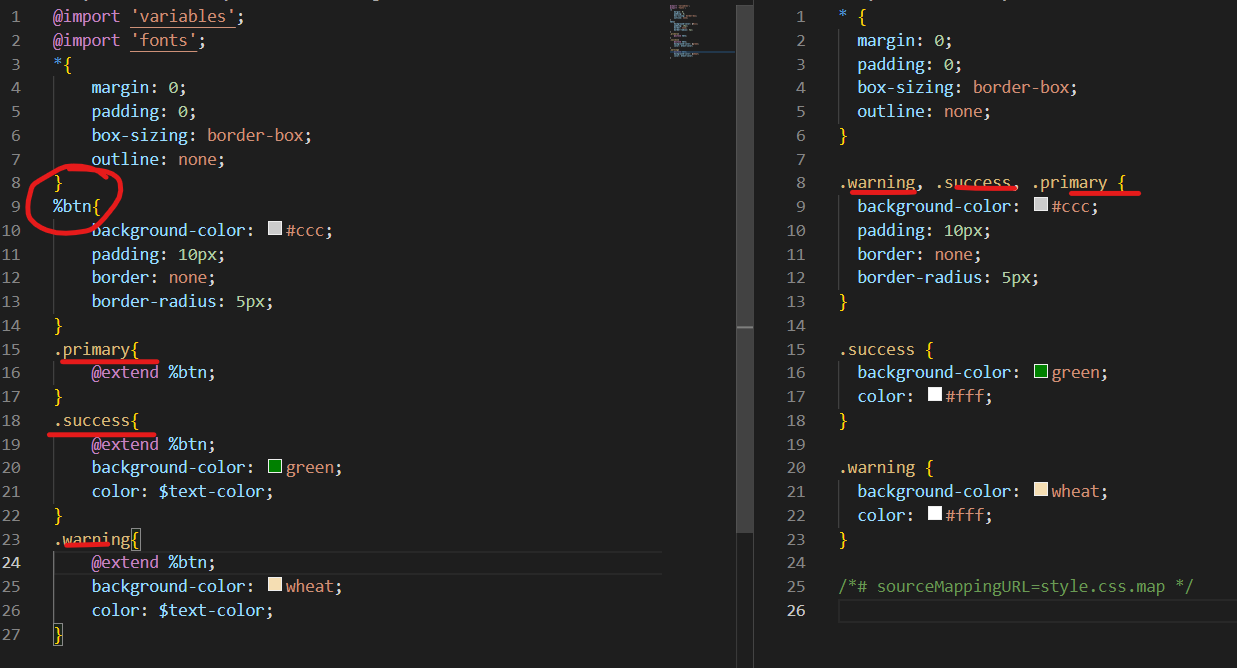 1 @import 'variables';
2 @import 'fonts';
3 *{
4 margin: 0;
5 padding: 0;
6 box-sizing: border-box;
7 outline: none;
8 }
9 %btn{
10 background-color: #ccc;
11 padding: 10px;
12 border: none;
13 border-radius: 5px;
14 }
15 .primary{
16 @extend %btn;
17 }
18 .success{
19 @extend %btn;
20 background-color: green;
21 color: $text-color;
22 }
23 .warning{
24 @extend %btn;
25 background-color: wheat;
26 color: $text-color;
27 }
1 * {
2 margin: 0;
3 padding: 0;
4 box-sizing: border-box;
5 outline: none;
6 }
7
8 .warning, .success, .primary {
9 background-color: #ccc;
10 padding: 10px;
11 border: none;
12 border-radius: 5px;
13 }
14
15 .success {
16 background-color: green;
17 color: #fff;
18 }
19
20 .warning {
21 background-color: wheat;
22 color: #fff;
23 }
24
25 /*# sourceMappingURL=style.css.map */
26